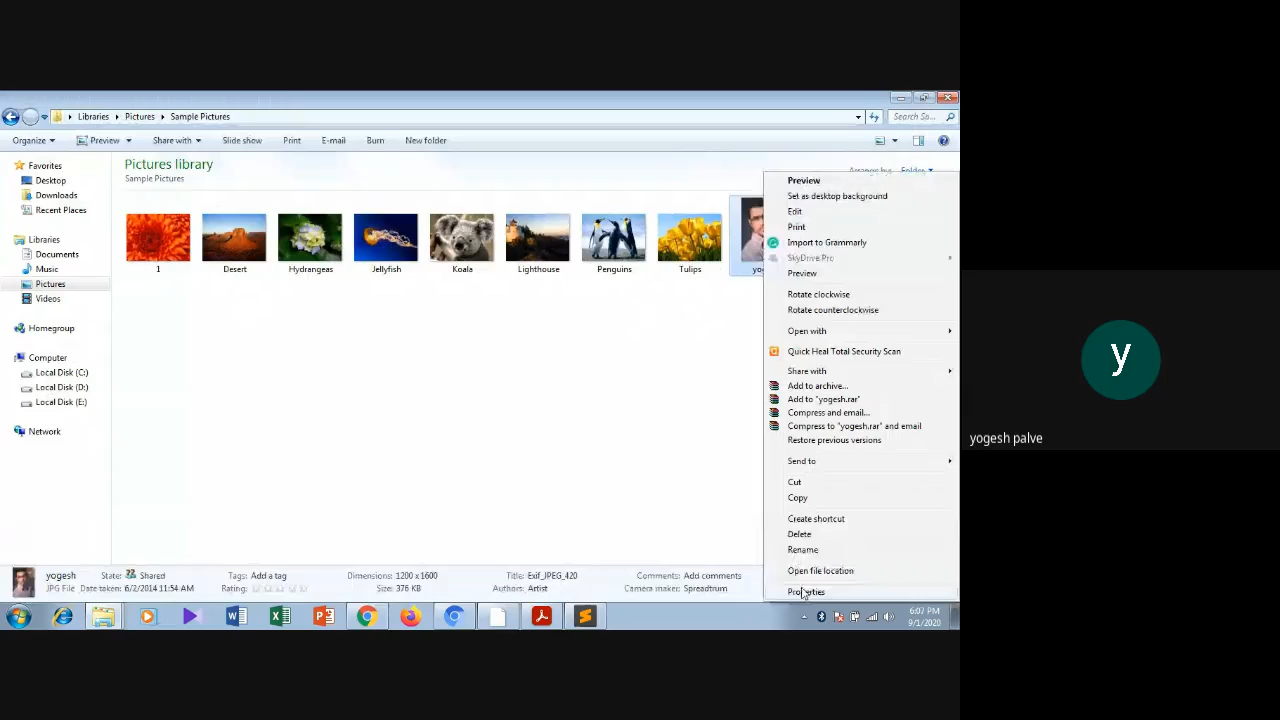 Libraries Pictures Sample Pictures
Search So...
Organize Preview Share with Slide show Print E-mail Burn New folder
Pictures library
Sample Pictures
Arrange by: Folder
Favorites
Desktop
Downloads
Recent Places
Libraries
Documents
Music
Pictures
Videos
Homegroup
Computer
Local Disk (C:)
Local Disk (D:)
Local Disk (E:)
Network
1 Desert Hydrangeas Jellyfish Koala Lighthouse Penguins Tulips
Preview
Set as desktop background
Edit
Print
Import to Grammarly
SkyDrive Pro
Preview
Rotate clockwise
Rotate counterclockwise
Open with
Quick Heal Total Security Scan
Share with
Add to archive...
Add to "yogesh.rar"
Compress and email...
Compress to "yogesh.rar" and email
Restore previous versions
Send to
Cut
Copy
Create shortcut
Delete
Rename
Open file location
Properties
yogesh State: Shared Tags: Add a tag Dimensions: 1200 x1600 Title: Exif_JPEG_420 Comments: Add comments
JPG File Date taken: 6/2/2014 11:54 AM Rating: Size: 376 KB Authors: Artist Camera maker: Spreadtrum
6:07 PM
9/1/2020
y
yogesh palve